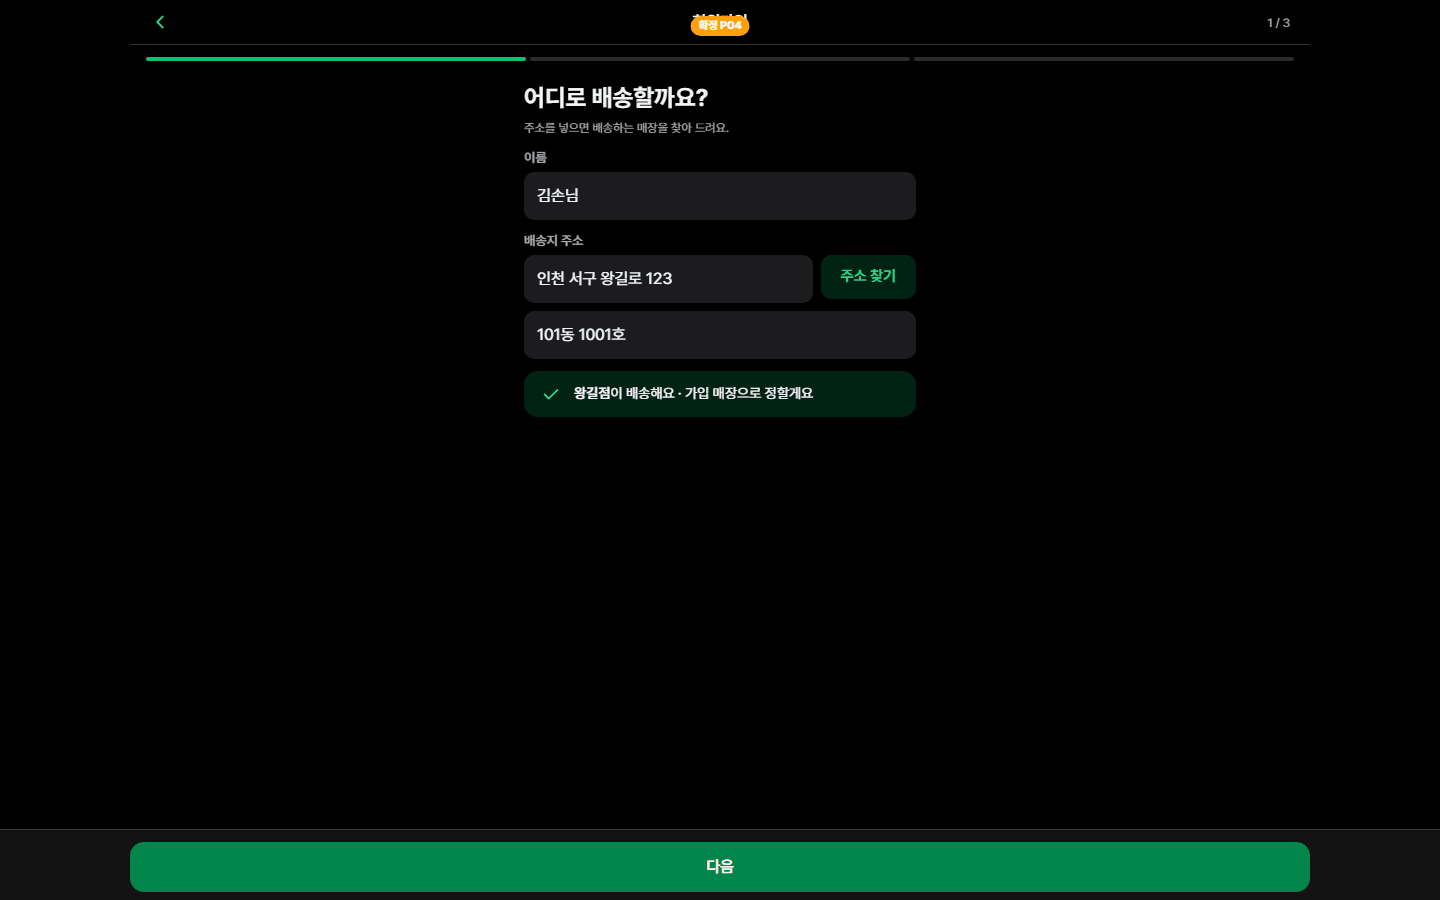 확정 P04
1 / 3
어디로 배송할까요?
주소를 넣으면 배송하는 매장을 찾아 드려요.
이름
김손님
배송지 주소
인천 서구 왕길로 123
주소 찾기
101동 1001호
왕길점이 배송해요 · 가입 매장으로 정할게요
다음